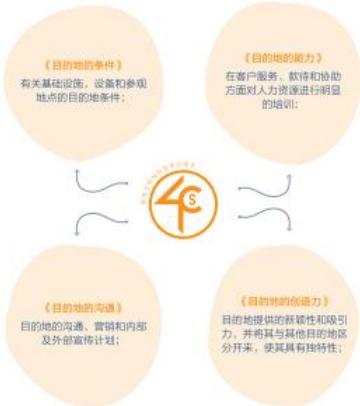 《目的地的条件》
有关基础设施，设备和参观
地点的目的地条件；
《目的地的能力》
在客户服务、款待和协助
方面对人力资源进行明显
的培训；
4Cs
《目的地的沟通》
目的地的沟通、营销和内部
及外部宣传计划；
《目的地的创造力》
目的地提供的新颖性和吸引
力，并将其与其他目的地区
分开来，使其具有独特性；